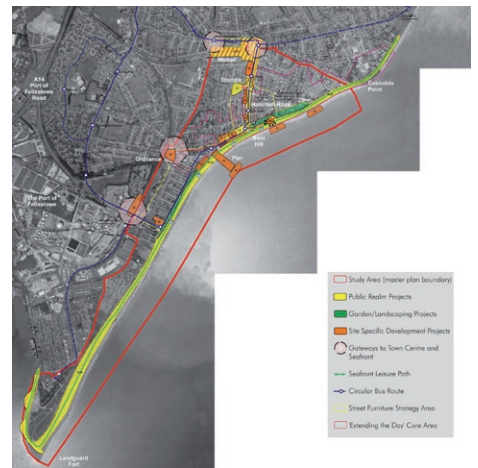 Cobbolds
Point
A14
Port of
Felixstowe
Road
Station
Triangle
Hamilton Road
Bent
Hill
Pier
Ordnance
The Port of
Felixstowe
Landguard
Fort
Study Area (master plan boundary)
Public Realm Projects
Garden/Landscaping Projects
Site Specific Development Projects
Gateways to Town Centre and
Seafront
Seafront Leisure Path
Circular Bus Route
Street Furniture Strategy Area
'Extending the Day' Core Area